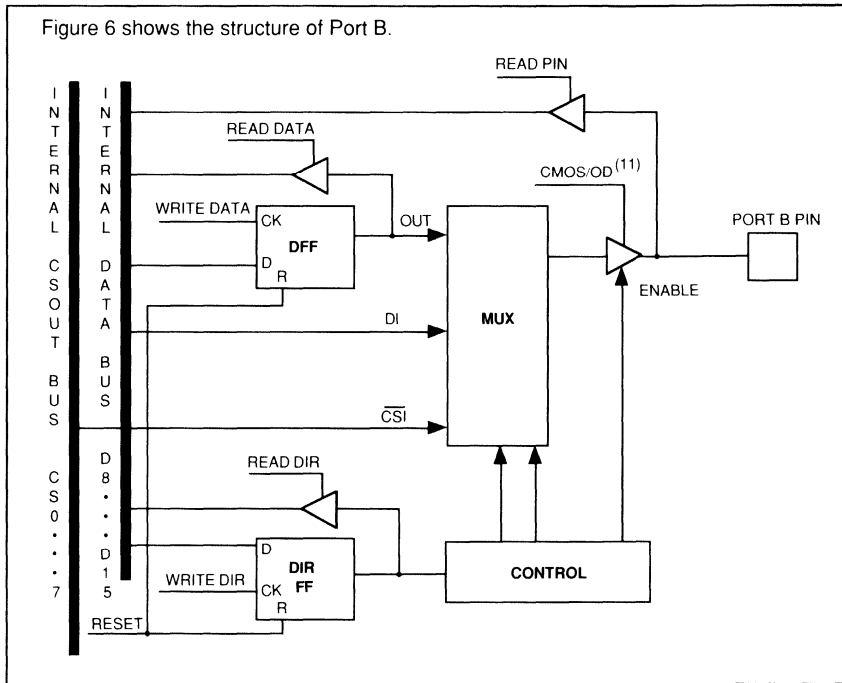 Figure 6 shows the structure of Port B.
READ PIN
INTERNAL CSOUT BUS CS0···7
INTERNAL DATA BUS D8····D15
READ DATA
CMOS/OD(11)
WRITE DATA
CK
OUT
PORT B PIN
DFF
D
R
ENABLE
DI
MUX
CSI
READ DIR
D
DIR
FF
CONTROL
WRITE DIR
CK
R
RESET